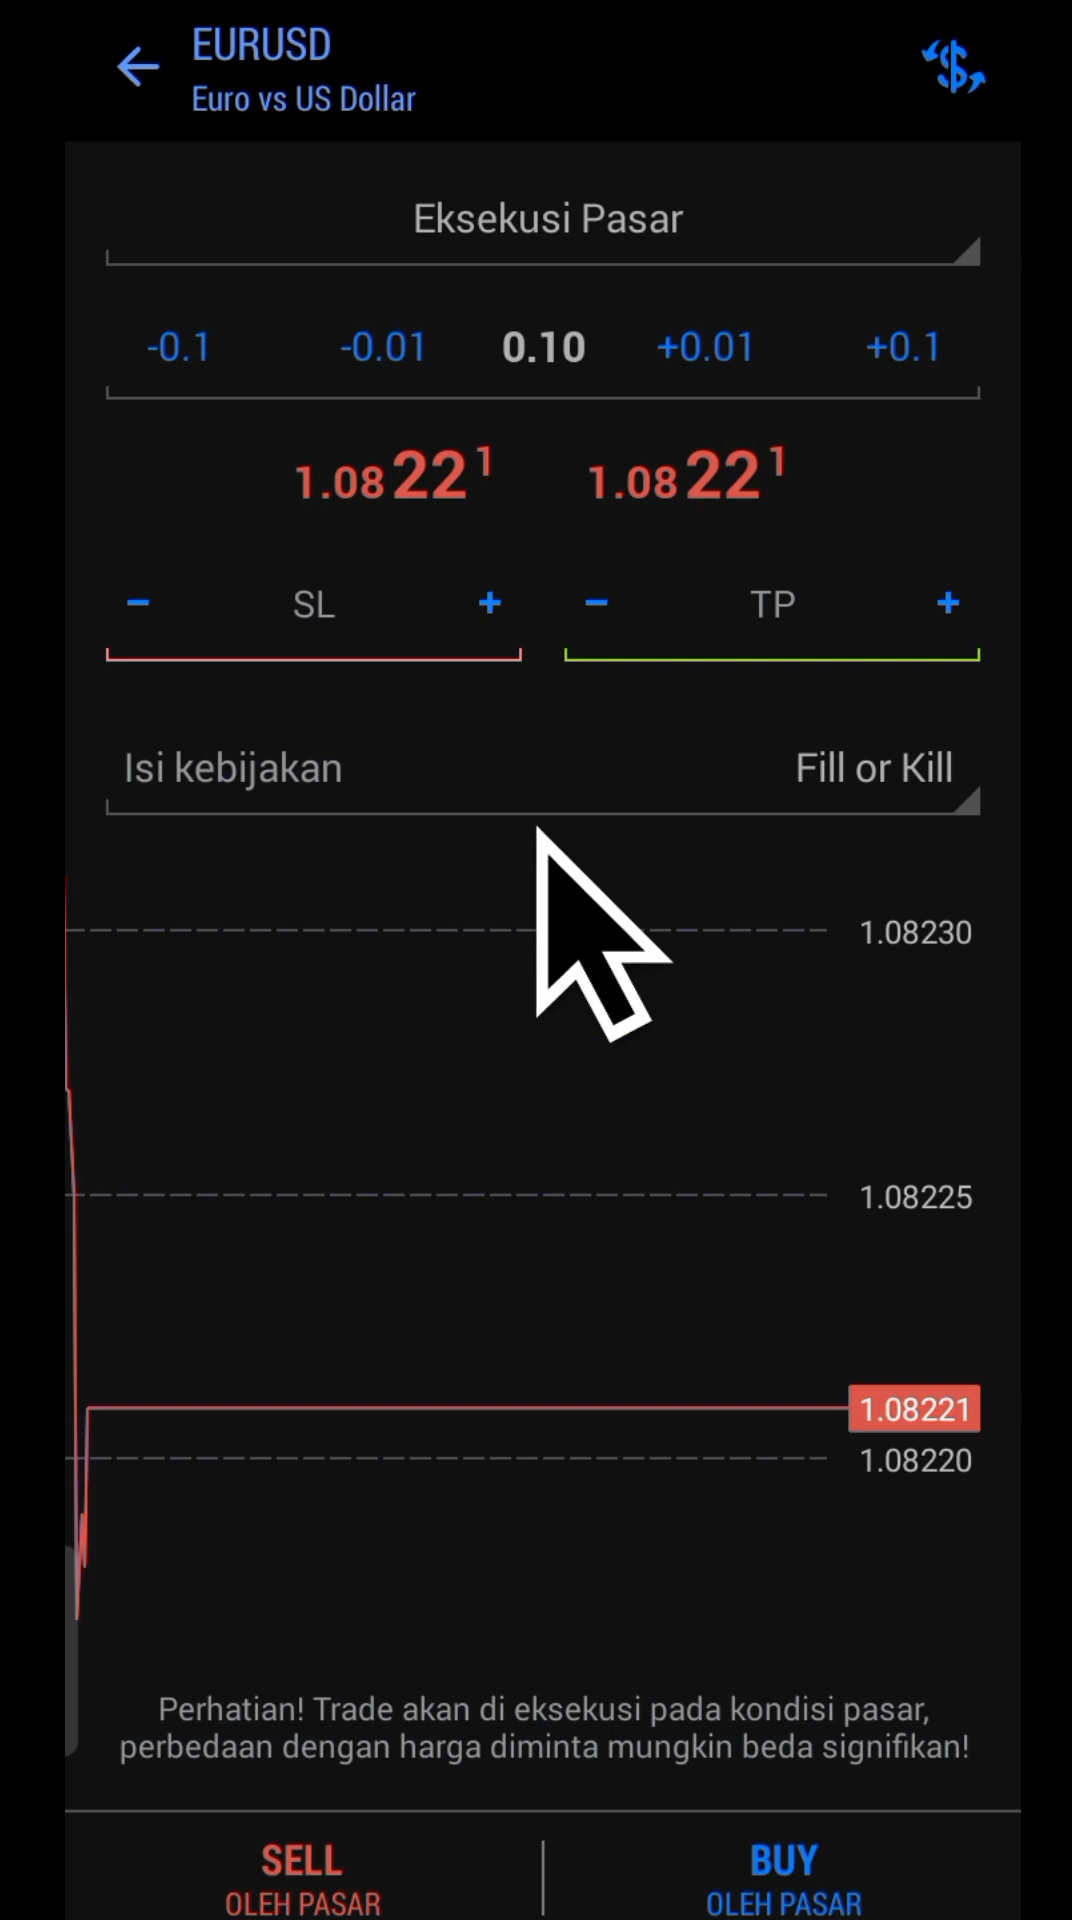 EURUSD
Euro vs US Dollar
Eksekusi Pasar
-0.1 -0.01 0.10 +0.01 +0.1
1.08221 1.08221
− SL + − TP +
Isi kebijakan Fill or Kill
1.08230
1.08225
1.08221
1.08220
Perhatian! Trade akan di eksekusi pada kondisi pasar,
perbedaan dengan harga diminta mungkin beda signifikan!
SELL BUY
OLEH PASAR OLEH PASAR